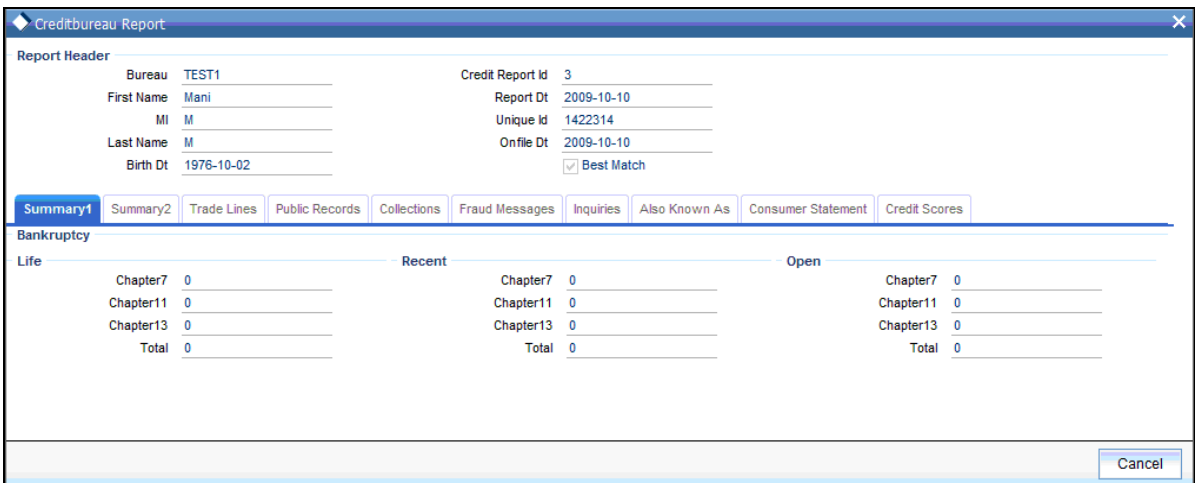 Creditbureau Report
Report Header
Bureau TEST1 Credit Report Id 3
First Name Mani Report Dt 2009-10-10
MI M Unique Id 1422314
Last Name M Onfile Dt 2009-10-10
Birth Dt 1976-10-02 Best Match
Summary1 Summary2 Trade Lines Public Records Collections Fraud Messages Inquiries Also Known As Consumer Statement Credit Scores
Bankruptcy
Life Recent Open
Chapter7 0 Chapter7 0 Chapter7 0
Chapter11 0 Chapter11 0 Chapter11 0
Chapter13 0 Chapter13 0 Chapter13 0
Total 0 Total 0 Total 0
Cancel